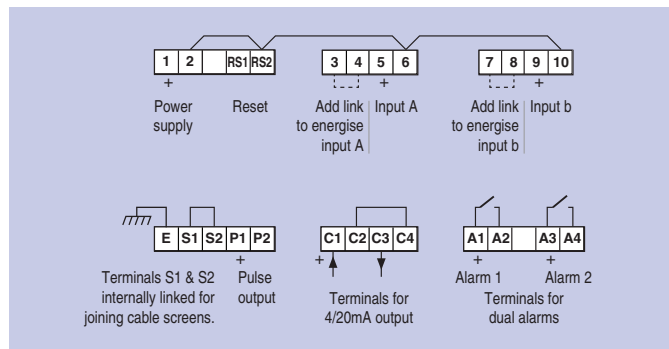 1 2 RS1 RS2 3 4 5 6 7 8 9 10
+ + +
Power supply
Reset
Add link to energise input A
Input A
Add link to energise input b
Input b
E S1 S2 P1 P2 C1 C2 C3 C4 A1 A2 A3 A4
+ + + +
Terminals S1 & S2
internally linked for
joining cable screens.
Pulse
output
Terminals for
4/20mA output
Alarm 1 Alarm 2
Terminals for
dual alarms